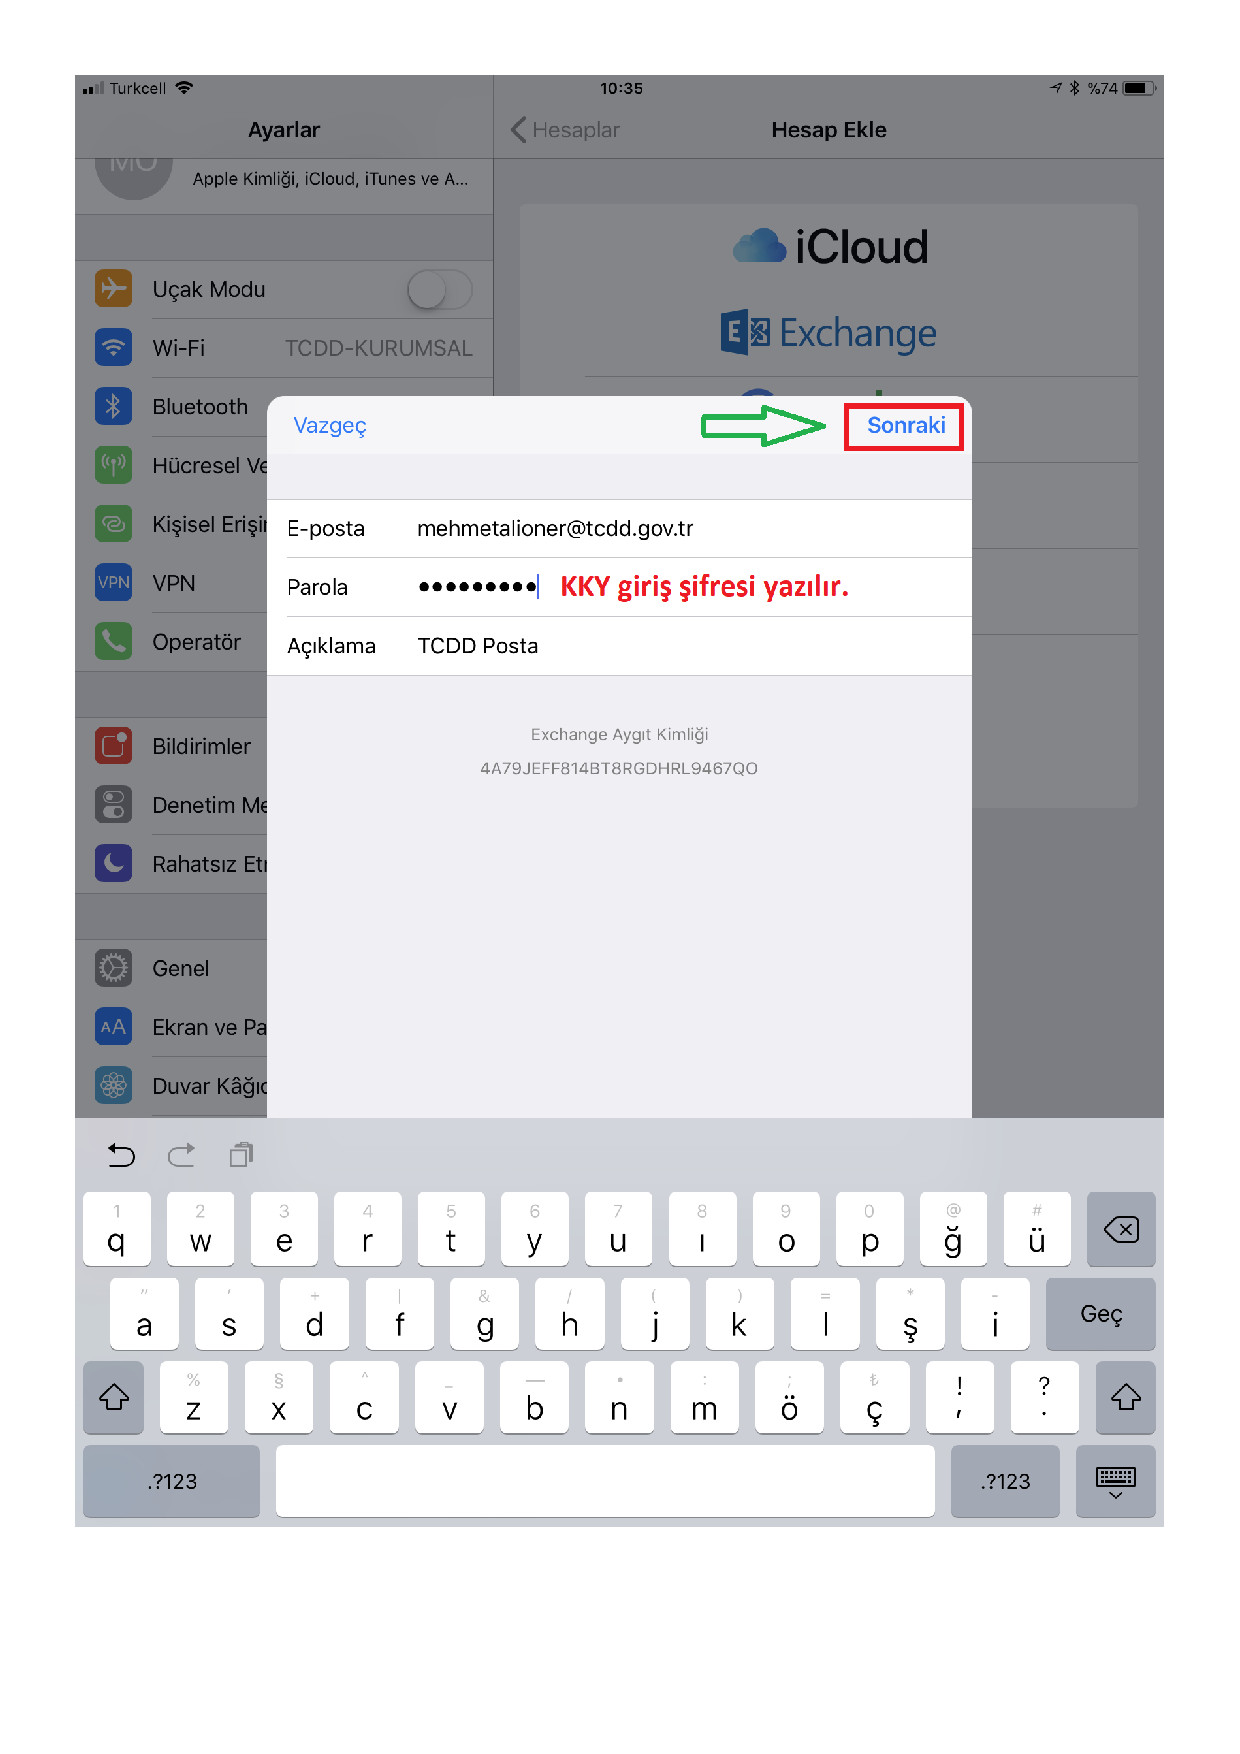 Turkcell 10:35 %74
Ayarlar
Hesaplar
Hesap Ekle
MO
Apple Kimliği, iCloud, iTunes ve A...
iCloud
Uçak Modu
Exchange
Wi-Fi TCDD-KURUMSAL
Bluetooth
Vazgeç
Sonraki
Hücresel Ve
Kişisel Erişi
E-posta mehmetalioner@tcdd.gov.tr
VPN VPN
Parola ●●●●●●●●● KKY giriş şifresi yazılır.
Operatör
Açıklama TCDD Posta
Exchange Aygıt Kimliği
4A79JEFF814BT8RGDHRL9467QO
Bildirimler
Denetim Me
Rahatsız Et
Genel
AA Ekran ve Pa
Duvar Kâğıd
1 2 3 4 5 6 7 8 9 0 @ #
q w e r t y u ı o p ğ ü
" ' + | & / ( ) = * -
a s d f g h j k l ş i Geç
% § ^ _ — • : ; ₺ ! ?
z x c v b n m ö ç , .
.?123 .?123